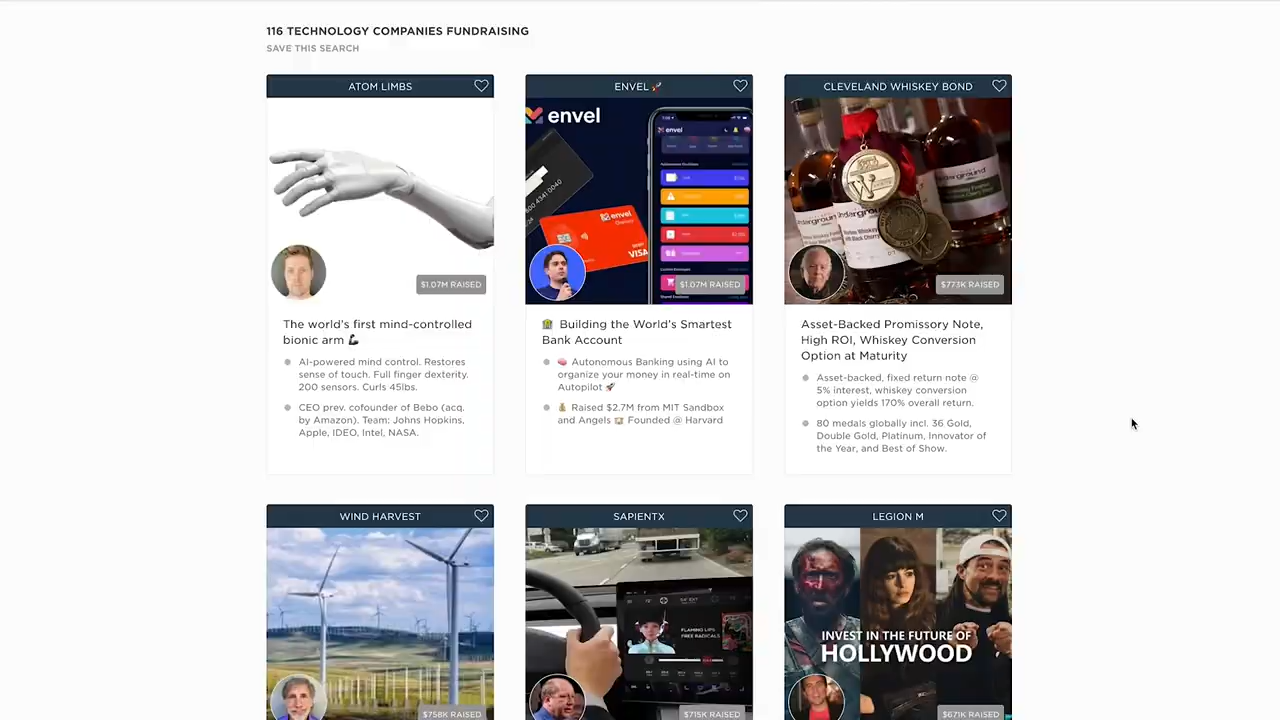 116 TECHNOLOGY COMPANIES FUNDRAISING
SAVE THIS SEARCH
ATOM LIMBS
$1.07M RAISED
The world's first mind-controlled
bionic arm 🦾
AI-powered mind control. Restores
sense of touch. Full finger dexterity.
200 sensors. Curls 45lbs.
CEO prev. cofounder of Bebo (acq.
by Amazon). Team: Johns Hopkins,
Apple, IDEO, Intel, NASA.
ENVEL🚀
envel
envel
envel
VISA
$1.07M RAISED
🏦 Building the World's Smartest
Bank Account
🧠 Autonomous Banking using AI to
organize your money in real-time on
Autopilot 🚀
💰 Raised $2.7M from MIT Sandbox
and Angels 🏫 Founded @ Harvard
CLEVELAND WHISKEY BOND
$773K RAISED
Asset-Backed Promissory Note,
High ROI, Whiskey Conversion
Option at Maturity
Asset-backed, fixed return note @
5% interest, whiskey conversion
option yields 170% overall return.
80 medals globally incl. 36 Gold,
Double Gold, Platinum, Innovator of
the Year, and Best of Show.
WIND HARVEST
$758K RAISED
SAPIENTX
FLAMING LIPS
FREE RADICALS
$715K RAISED
LEGION M
INVEST IN THE FUTURE OF
HOLLYWOOD
$671K RAISED